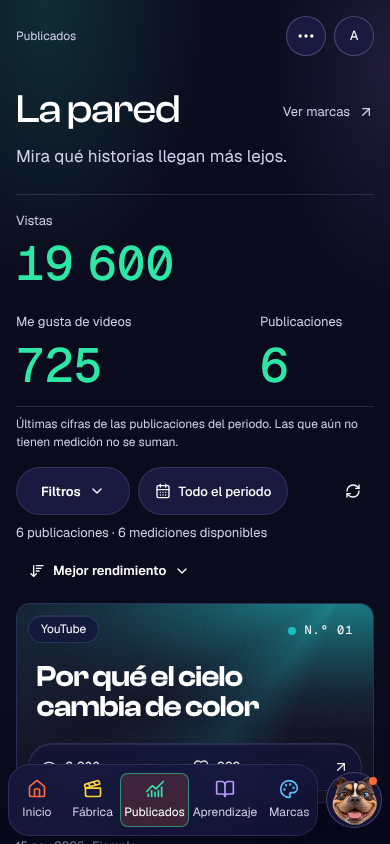 Publicados
A
La pared
Ver marcas
Mira qué historias llegan más lejos.
Vistas
19 600
Me gusta de videos
Publicaciones
725
6
Últimas cifras de las publicaciones del periodo. Las que aún no
tienen medición no se suman.
Filtros
Todo el periodo
6 publicaciones · 6 mediciones disponibles
Mejor rendimiento
YouTube
N.º 01
Por qué el cielo
cambia de color
Inicio
Fábrica
Publicados
Aprendizaje
Marcas